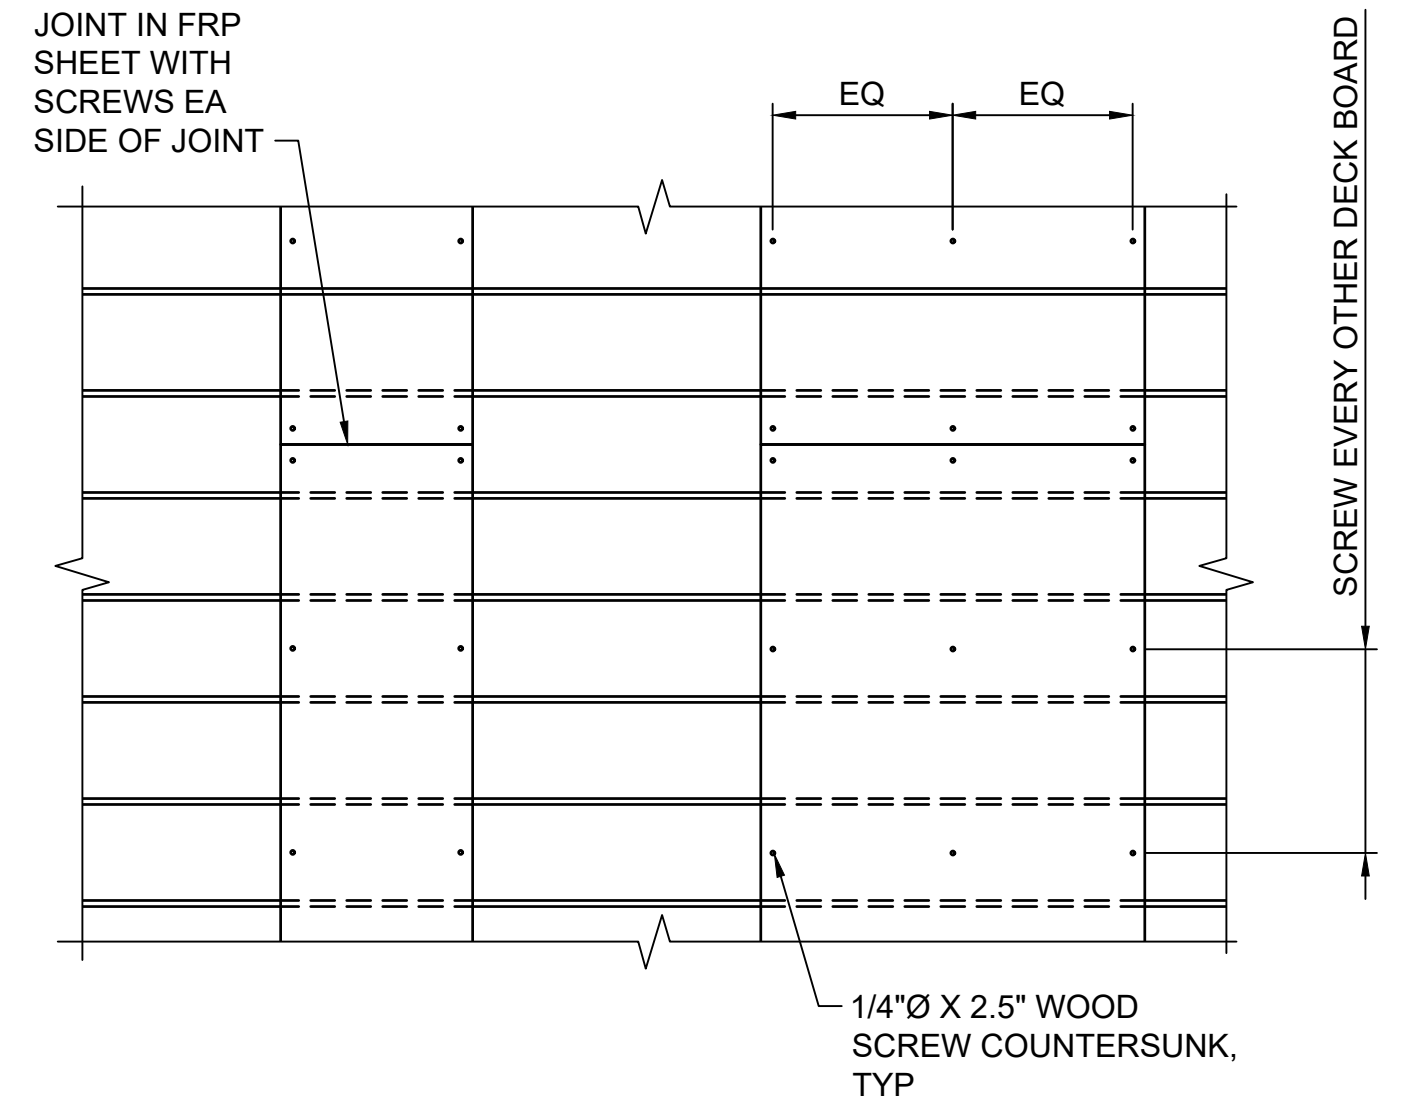 JOINT IN FRP
SHEET WITH
SCREWS EA
SIDE OF JOINT
EQ
EQ
SCREW EVERY OTHER DECK BOARD
1/4"Ø X 2.5" WOOD
SCREW COUNTERSUNK,
TYP